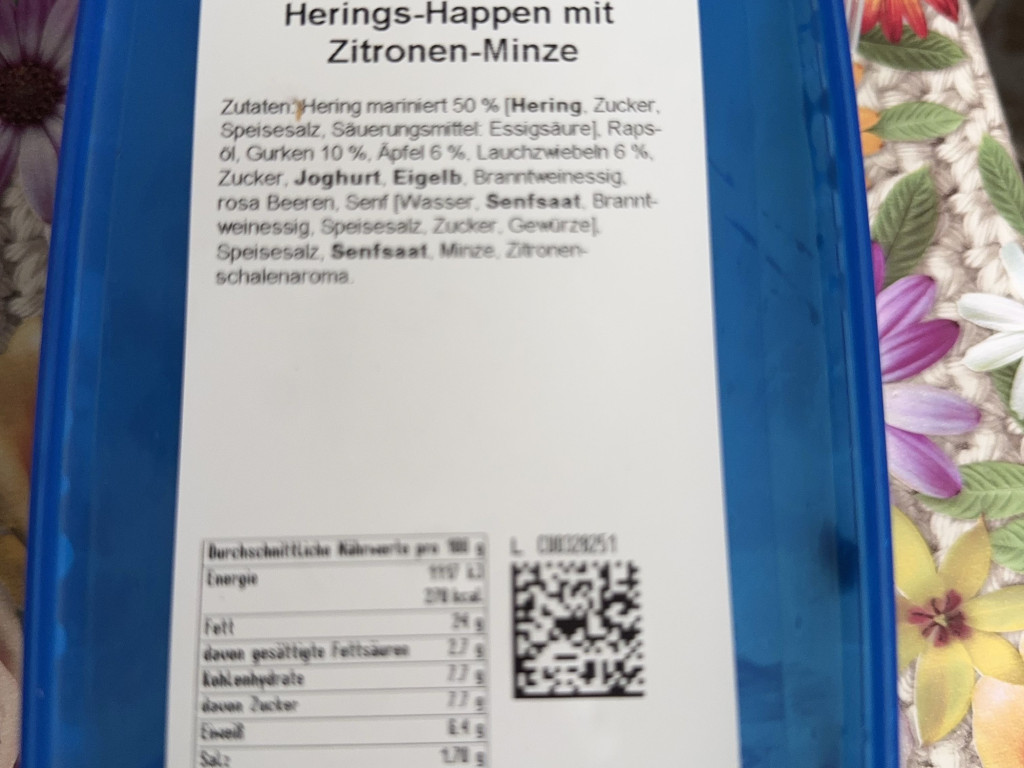 Herings-Happen mit
Zitronen-Minze
Zutaten: Hering mariniert 50 % [Hering, Zucker,
Speisesalz, Säuerungsmittel: Essigsäure], Raps-
öl, Gurken 10 %, Äpfel 6 %, Lauchzwiebeln 6 %,
Zucker, Joghurt, Eigelb, Branntweinessig,
rosa Beeren, Senf [Wasser, Senfsaat, Brannt-
weinessig, Speisesalz, Zucker, Gewürze],
Speisesalz, Senfsaat, Minze, Zitronen-
schalenaroma.
Durchschnittliche Nährwerte pro 100 g
L
Energie
kJ
kcal
Fett 24 g
davon gesättigte Fettsäuren 2,7 g
Kohlenhydrate 7,7 g
davon Zucker 7,7 g
Eiweiß 6,4 g
Salz 1,70 g